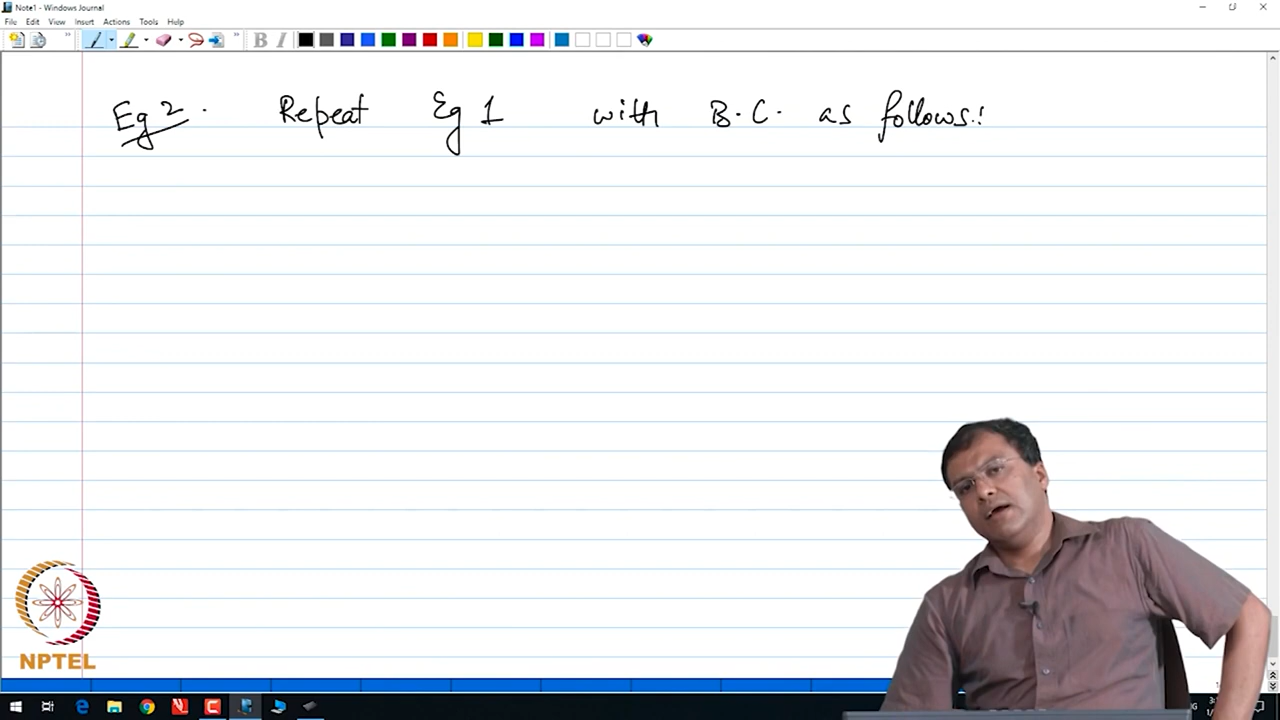 Note1 - Windows Journal
File Edit View Insert Actions Tools Help
Eg 2. Repeat Eg 1 with B.C. as follows:
NPTEL